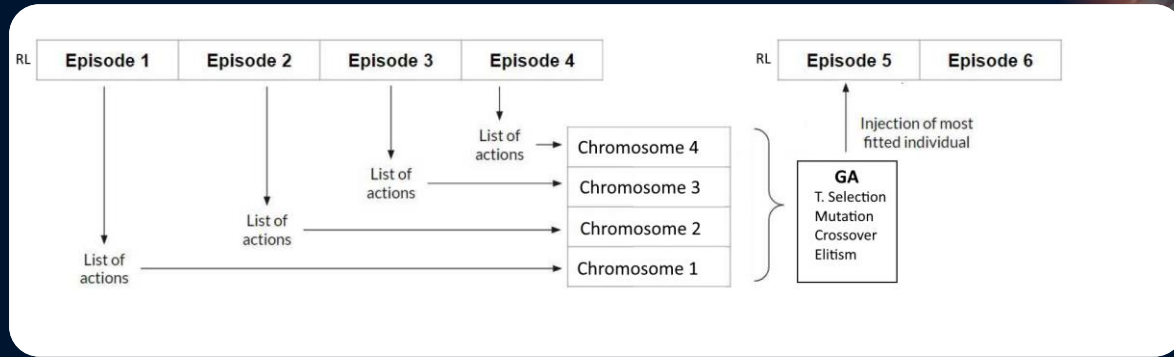 RL
Episode 1
Episode 2
Episode 3
Episode 4
RL
Episode 5
Episode 6
List of
actions
Chromosome 4
List of
actions
Chromosome 3
List of
actions
Chromosome 2
List of
actions
Chromosome 1
Injection of most
fitted individual
GA
T. Selection
Mutation
Crossover
Elitism